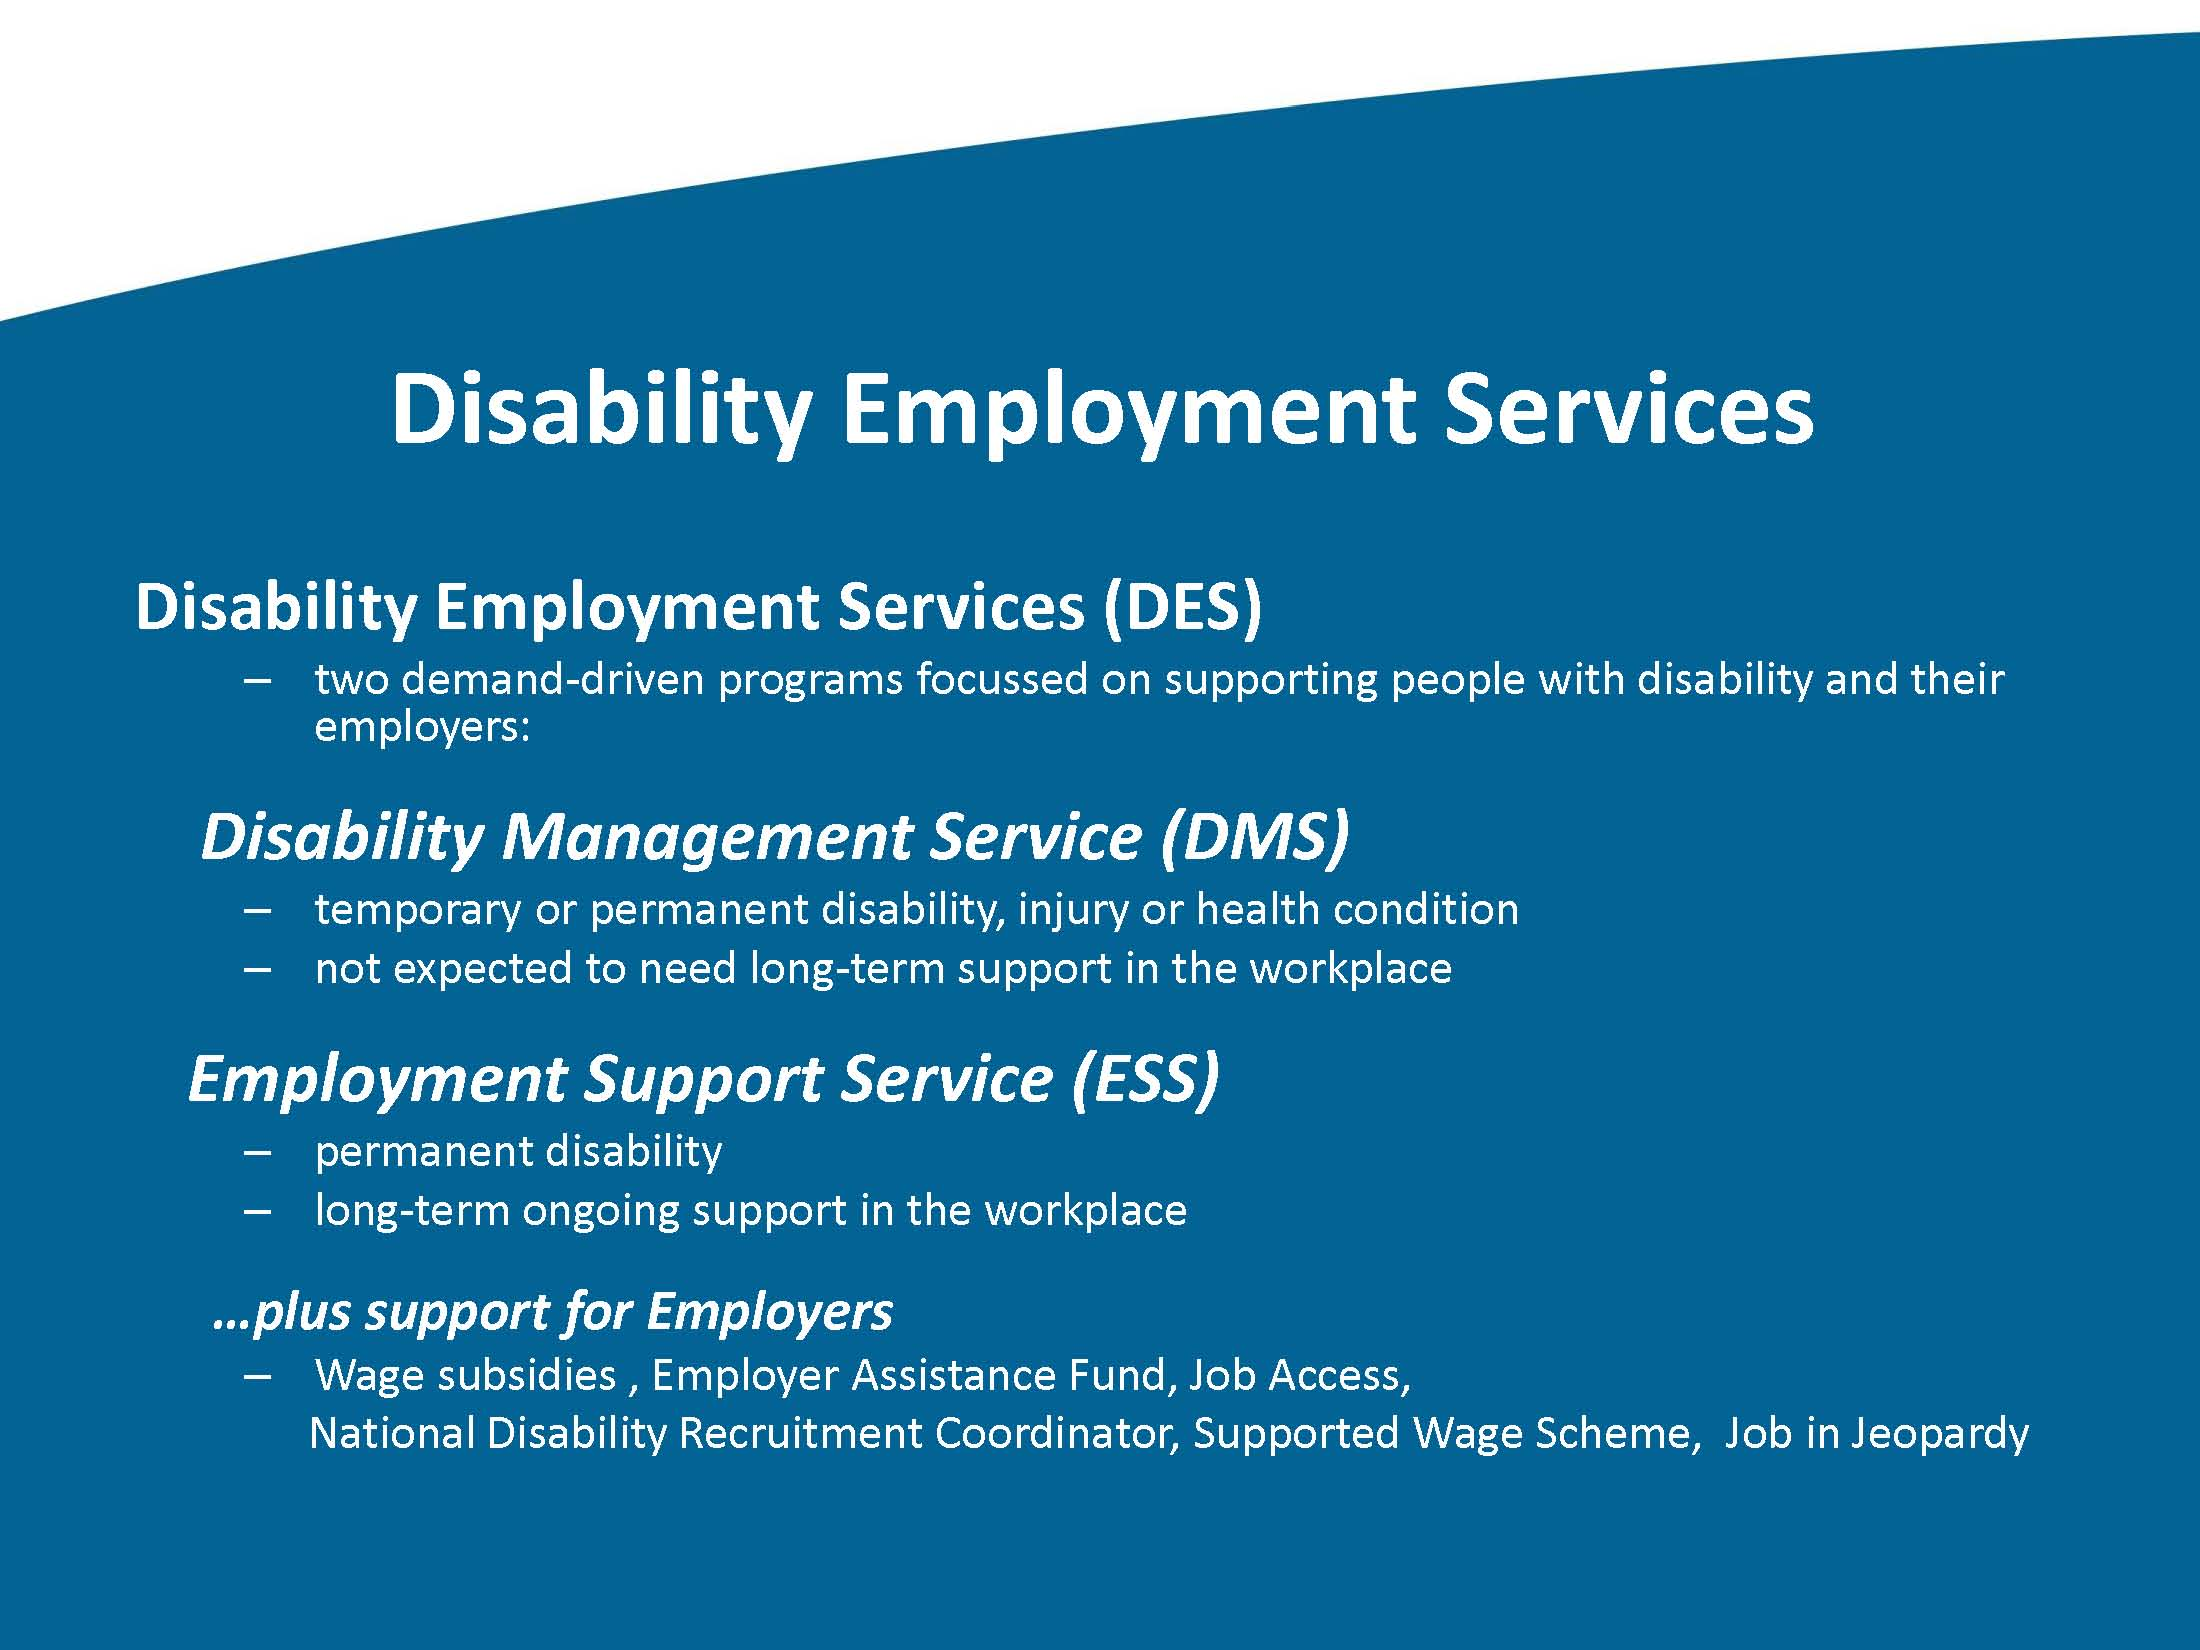 Disability Employment Services
Disability Employment Services (DES)
– two demand-driven programs focussed on supporting people with disability and their
employers:
Disability Management Service (DMS)
– temporary or permanent disability, injury or health condition
– not expected to need long-term support in the workplace
Employment Support Service (ESS)
– permanent disability
– long-term ongoing support in the workplace
…plus support for Employers
– Wage subsidies , Employer Assistance Fund, Job Access,
National Disability Recruitment Coordinator, Supported Wage Scheme, Job in Jeopardy